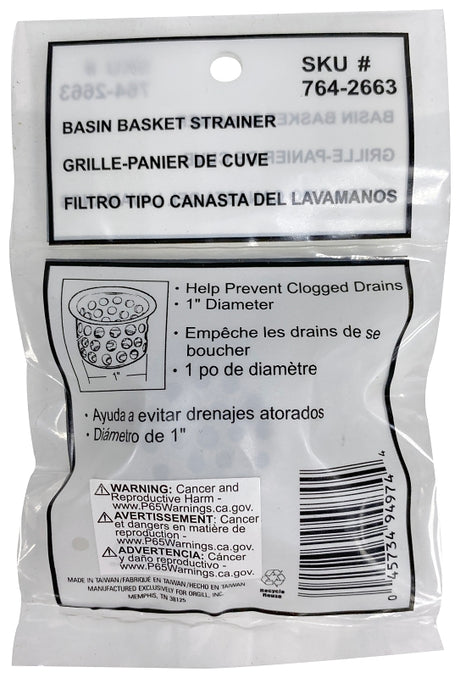 SKU #
764-2663
BASIN BASKET STRAINER
GRILLE-PANIER DE CUVE
FILTRO TIPO CANASTA DEL LAVAMANOS
1"
• Help Prevent Clogged Drains
• 1" Diameter
• Empêche les drains de se
boucher
• 1 po de diamètre
• Ayuda a evitar drenajes atorados
• Diámetro de 1"
⚠WARNING: Cancer and
Reproductive Harm -
www.P65Warnings.ca.gov.
⚠AVERTISSEMENT: Cancer
et dangers en matière de
reproduction -
www.P65Warnings.ca.gov.
⚠ADVERTENCIA: Cáncer
y daño reproductivo -
www.P65Warnings.ca.gov.
MADE IN TAIWAN/FABRIQUÉ EN TAIWAN/HECHO EN TAIWAN
MANUFACTURED EXCLUSIVELY FOR ORGILL, INC.
MEMPHIS, TN 38125
Recycle
Reuse
0 45734 94974 4